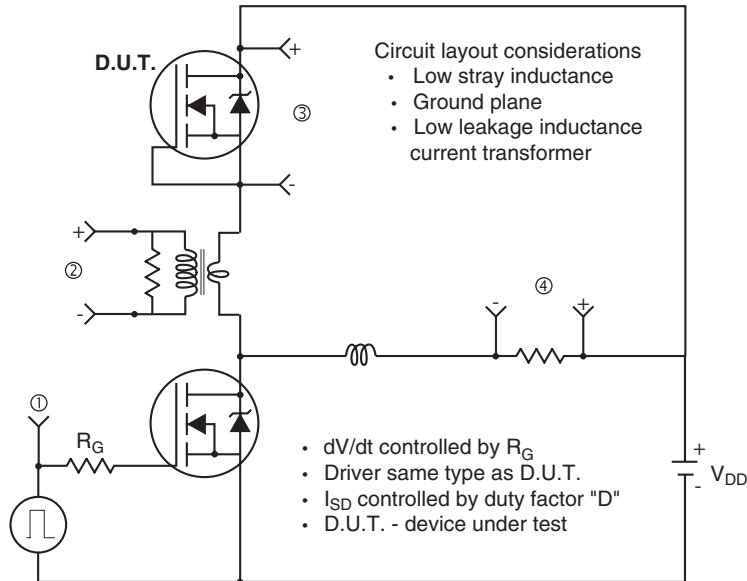 D.U.T.
+
③
-
Circuit layout considerations
• Low stray inductance
• Ground plane
• Low leakage inductance
current transformer
+
②
-
④
- +
①
R_G
• dV/dt controlled by R_G
• Driver same type as D.U.T.
• I_SD controlled by duty factor "D"
• D.U.T. - device under test
+
V_DD
-